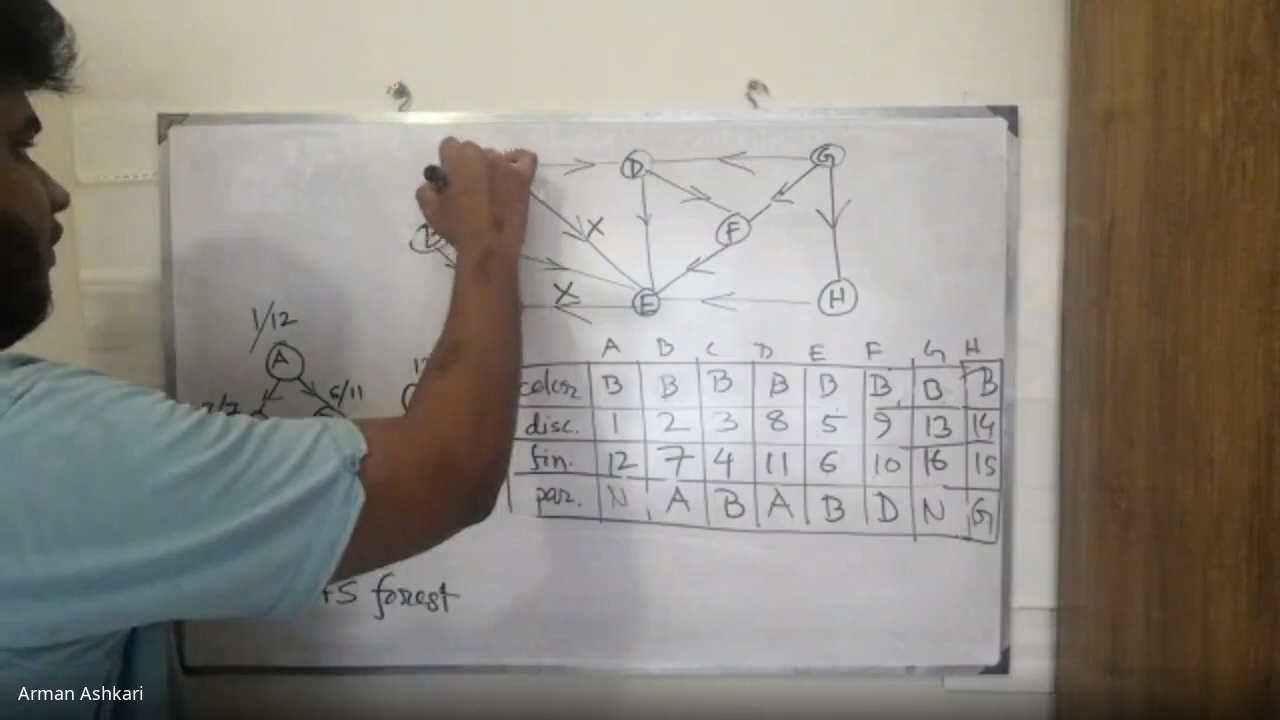 D G
F
X
X E H
1/12
A
6/11
A B C D E F G H
color B B B B B B B B
disc. 1 2 3 8 5 9 13 14
fin. 12 7 4 11 6 10 16 15
par. N A B A B D N G
forest
Arman Ashkari